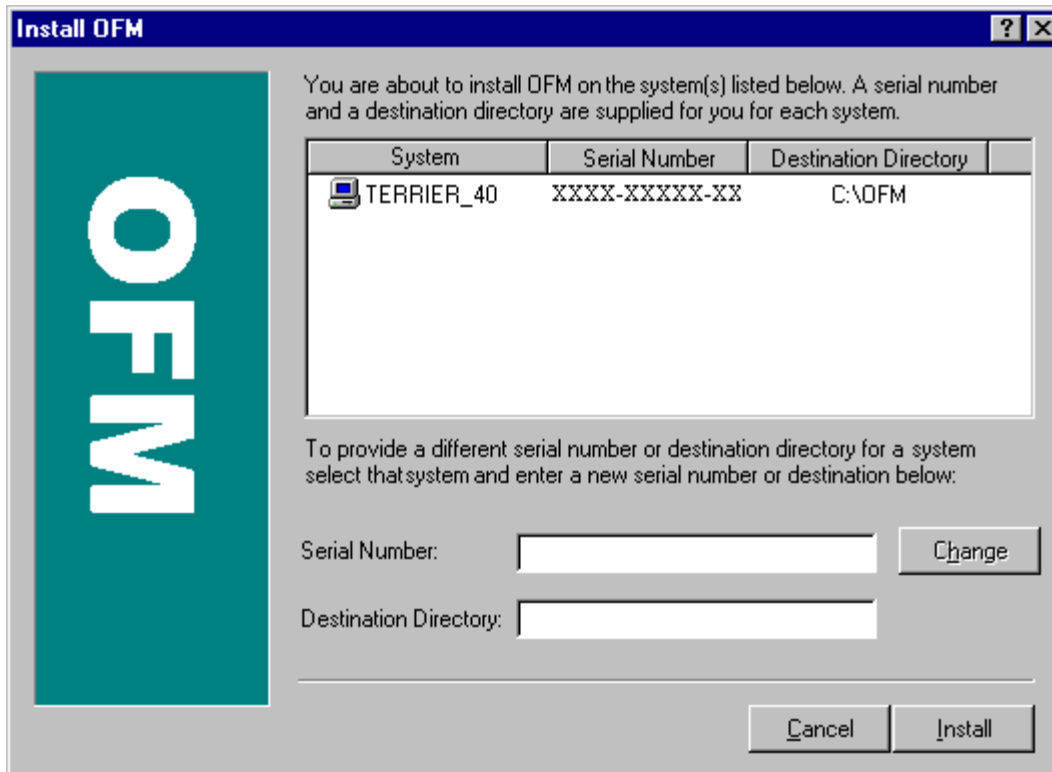 Install OFM
OFM
You are about to install OFM on the system(s) listed below. A serial number
and a destination directory are supplied for you for each system.
System Serial Number Destination Directory
TERRIER_40 XXXX-XXXXX-XX C:\OFM
To provide a different serial number or destination directory for a system
select that system and enter a new serial number or destination below:
Serial Number: Change
Destination Directory:
Cancel Install